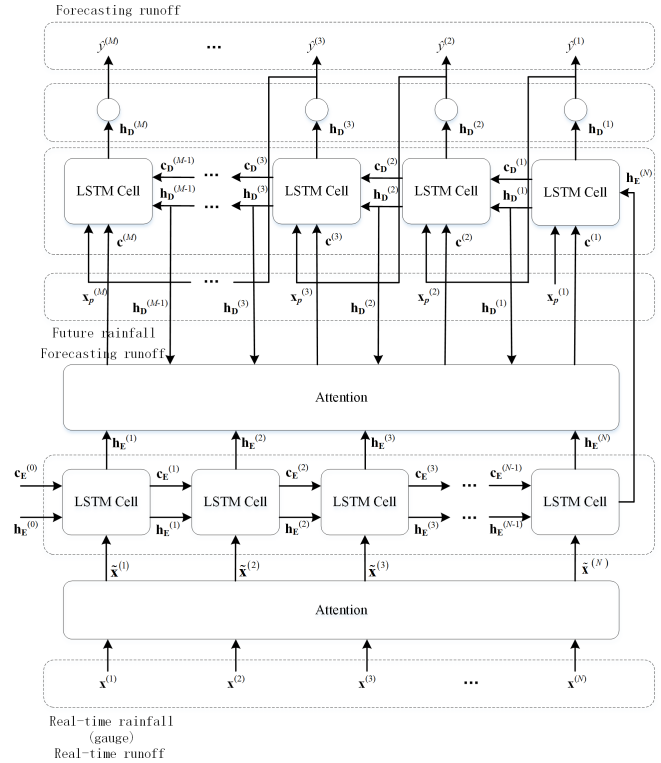 Forecasting runoff
ŷ^(M) ... ŷ^(3) ŷ^(2) ŷ^(1)
h_D^(M) h_D^(3) h_D^(2) h_D^(1)
c_D^(M-1) ... c_D^(3) c_D^(2) c_D^(1) h_E^(N)
LSTM Cell LSTM Cell LSTM Cell LSTM Cell
h_D^(M-1) ... h_D^(3) h_D^(2) h_D^(1)
c^(M) c^(3) c^(2) c^(1)
...
x_p^(M) x_p^(3) x_p^(2) x_p^(1)
h_D^(M-1) h_D^(3) h_D^(2) h_D^(1)
Future rainfall
Forecasting runoff
Attention
h_E^(1) h_E^(2) h_E^(3) h_E^(N)
c_E^(0) c_E^(1) c_E^(2) c_E^(3) ... c_E^(N-1)
LSTM Cell LSTM Cell LSTM Cell LSTM Cell
h_E^(0) h_E^(1) h_E^(2) h_E^(3) ... h_E^(N-1)
x̃^(1) x̃^(2) x̃^(3) x̃^(N)
Attention
x^(1) x^(2) x^(3) ... x^(N)
Real-time rainfall
(gauge)
Real-time runoff